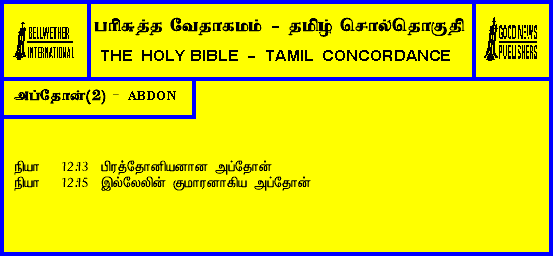 BELLWETHER
INTERNATIONAL
பரிசுத்த வேதாகமம் - தமிழ் சொல்தொகுதி
THE HOLY BIBLE - TAMIL CONCORDANCE
GOOD NEWS
PUBLISHERS
அப்தோன்(2) - ABDON
நியா 12:13 பிரத்தோனியனான அப்தோன்
நியா 12:15 இல்லேலின் குமாரனாகிய அப்தோன்